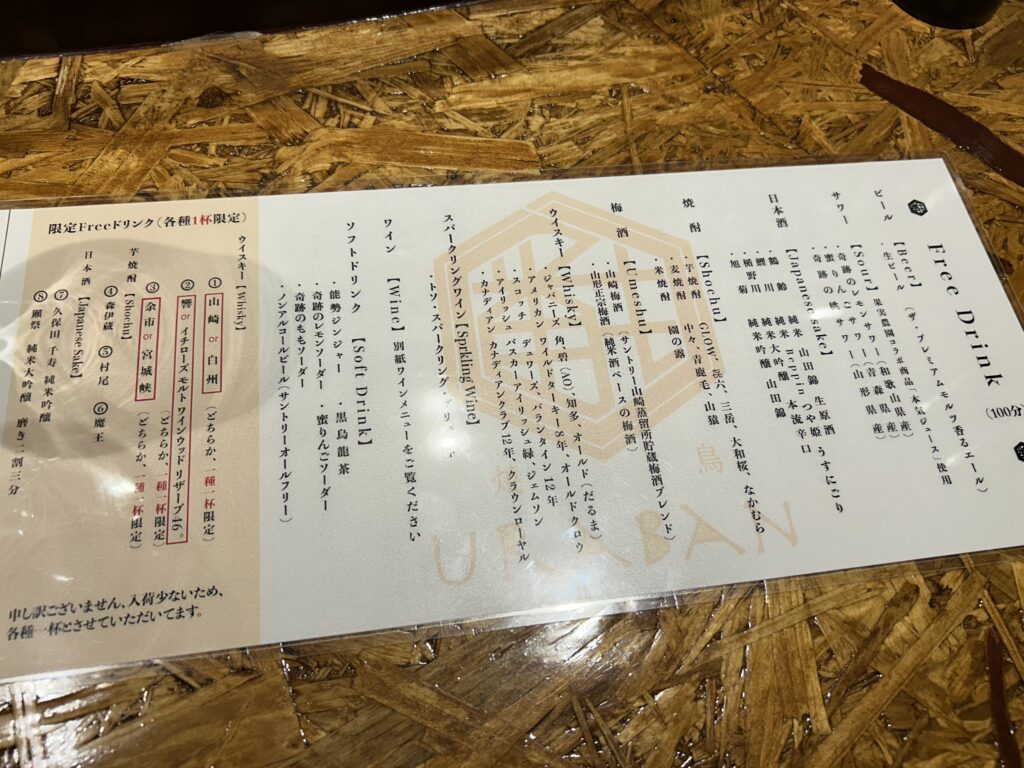 Free Drink
(100分)
ビール【Beer】
・生ビール (ザ・プレミアムモルツ香るエール)
サワー【Sour】果実農園コラボ商品「本気ジュース」使用
・奇跡のレモンサワー (和歌山県産)
・蜜りんごサワー (青森県産)
・奇跡の桃サワー (山形県産)
日本酒【Japanese sake】
・鯵ヶ
・鶴齢 純米 山田錦 生原酒
・鯉川 純米 Beppin つや姫 うすにごり
・楯野川 純米大吟醸 本流辛口
・旭菊 純米吟醸 山田錦
焼酎【Shochu】
・芋焼酎 GLOW、㐂六、三岳、大和桜、なかむら
・麦焼酎 中々、青鹿毛、山猿
・米焼酎 園の露
梅酒【Umeshu】
・山崎梅酒 (サントリー山崎蒸留所貯蔵梅酒ブレンド)
・山形正宗梅酒 純米酒ベースの梅酒
ウイスキー【Whisky】
・ジャパニーズ 角、碧(AO)知多、オールド(だるま)
・アメリカン ワイルドターキー8年、オールドクロウ
・スコッチ デュワーズ、バランタイン12年
・アイリッシュ バスカーアイリッシュ緑、ジェムソン
・カナディアン カナディアンクラブ12年、クラウンローヤル
スパークリングワイン【Sprkling Wine】
・トソ・スパークリング・ブリュ
ワイン【Wine】別紙ワインメニューをご覧ください
ソフトドリンク【Soft Drink】
・能勢ジンジャー ・黒烏龍茶
・奇跡のレモンソーダー ・蜜りんごソーダー
・奇跡のももソーダー
・ノンアルコールビール(サントリーオールフリー)
鳥
URABAN
限定Freeドリンク(各種1杯限定)
ウイスキー【Whisky】
①山崎 or 白州 (どちらか、一種一杯限定)
②響 or イチローズモルト ワインウッド リザーブ46。
③余市 or 宮城峡 (どちらか、一種一杯限定)
(どちらか、一種一杯限定)
芋焼酎【Shochu】
④森伊蔵 ⑤村尾 ⑥魔王
日本酒【Japanese Sake】
⑦久保田 千寿 純米吟醸
⑧獺祭 純米大吟醸 磨き二割三分
申し訳ございません、入荷少ないため、
各種一杯とさせていただいてます。